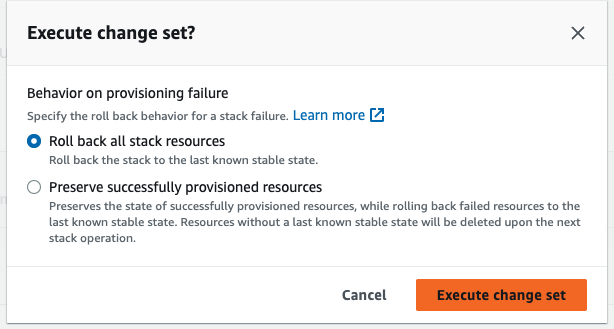 Execute change set?
Behavior on provisioning failure
Specify the roll back behavior for a stack failure. Learn more
Roll back all stack resources
Roll back the stack to the last known stable state.
Preserve successfully provisioned resources
Preserves the state of successfully provisioned resources, while rolling back failed resources to the
last known stable state. Resources without a last known stable state will be deleted upon the next
stack operation.
Cancel
Execute change set